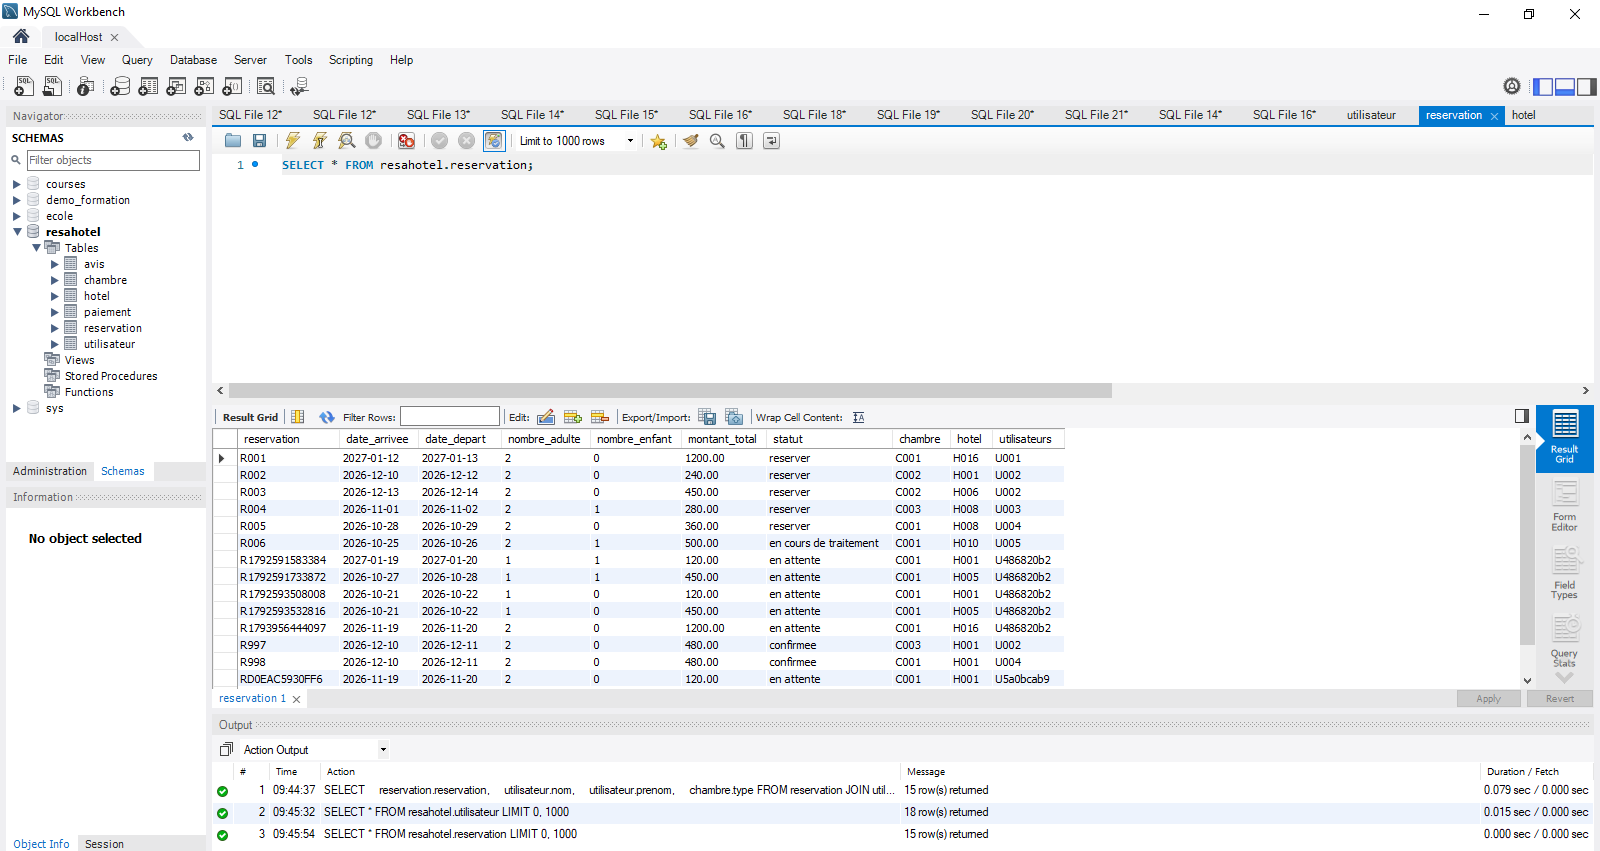 MySQL Workbench
localHost
File Edit View Query Database Server Tools Scripting Help
Navigator
SCHEMAS
Filter objects
courses
demo_formation
ecole
resahotel
Tables
avis
chambre
hotel
paiement
reservation
utilisateur
Views
Stored Procedures
Functions
sys
Administration Schemas
Information
No object selected
Object Info Session
SQL File 12* SQL File 12* SQL File 13* SQL File 14* SQL File 15* SQL File 16* SQL File 18* SQL File 19* SQL File 20* SQL File 21* SQL File 14* SQL File 16* utilisateur reservation hotel
Limit to 1000 rows
1 SELECT * FROM resahotel.reservation;
Result Grid Filter Rows: Edit: Export/Import: Wrap Cell Content:
reservation date_arrivee date_depart nombre_adulte nombre_enfant montant_total statut chambre hotel utilisateurs
R001 2027-01-12 2027-01-13 2 0 1200.00 reserver C001 H016 U001
R002 2026-12-10 2026-12-12 2 0 240.00 reserver C002 H001 U002
R003 2026-12-13 2026-12-14 2 0 450.00 reserver C002 H006 U002
R004 2026-11-01 2026-11-02 2 1 280.00 reserver C003 H008 U003
R005 2026-10-28 2026-10-29 2 0 360.00 reserver C001 H008 U004
R006 2026-10-25 2026-10-26 2 1 500.00 en cours de traitement C001 H010 U005
R1792591583384 2027-01-19 2027-01-20 1 1 120.00 en attente C001 H001 U486820b2
R1792591733872 2026-10-27 2026-10-28 1 1 450.00 en attente C001 H005 U486820b2
R1792593508008 2026-10-21 2026-10-22 1 0 120.00 en attente C001 H001 U486820b2
R1792593532816 2026-10-21 2026-10-22 1 0 450.00 en attente C001 H005 U486820b2
R1793956444097 2026-11-19 2026-11-20 2 0 1200.00 en attente C001 H016 U486820b2
R997 2026-12-10 2026-12-11 2 0 480.00 confirmee C003 H001 U002
R998 2026-12-10 2026-12-11 2 0 480.00 confirmee C001 H001 U004
RD0EAC5930FF6 2026-11-19 2026-11-20 2 0 120.00 en attente C001 H001 U5a0bcab9
Result Grid
Form Editor
Field Types
Query Stats
reservation 1
Apply Revert
Output
Action Output
# Time Action Message Duration / Fetch
1 09:44:37 SELECT reservation.reservation, utilisateur.nom, utilisateur.prenom, chambre.type FROM reservation JOIN util... 15 row(s) returned 0.079 sec / 0.000 sec
2 09:45:32 SELECT * FROM resahotel.utilisateur LIMIT 0, 1000 18 row(s) returned 0.015 sec / 0.000 sec
3 09:45:54 SELECT * FROM resahotel.reservation LIMIT 0, 1000 15 row(s) returned 0.000 sec / 0.000 sec